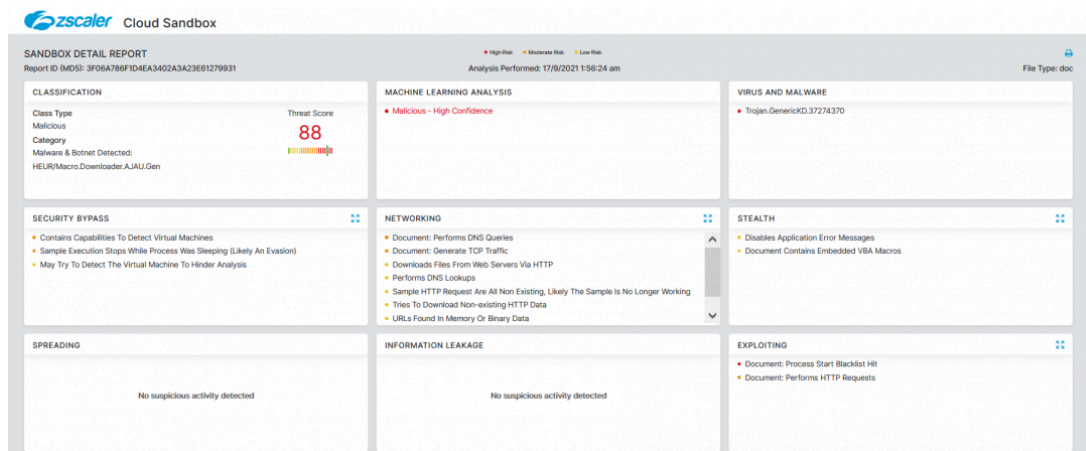 zscaler Cloud Sandbox
SANDBOX DETAIL REPORT
Report ID (MD5): 3F06A786F1D4EA3402A3A23E61279931
High Risk Moderate Risk Low Risk
Analysis Performed: 17/9/2021 1:56:24 am
File Type: doc
CLASSIFICATION
Class Type
Malicious
Category
Malware & Botnet Detected:
HEUR/Macro.Downloader.AJAU.Gen
Threat Score
88
MACHINE LEARNING ANALYSIS
Malicious - High Confidence
VIRUS AND MALWARE
Trojan.GenericKD.37274370
SECURITY BYPASS
Contains Capabilities To Detect Virtual Machines
Sample Execution Stops While Process Was Sleeping (Likely An Evasion)
May Try To Detect The Virtual Machine To Hinder Analysis
NETWORKING
Document: Performs DNS Queries
Document: Generate TCP Traffic
Downloads Files From Web Servers Via HTTP
Performs DNS Lookups
Sample HTTP Request Are All Non Existing, Likely The Sample Is No Longer Working
Tries To Download Non-existing HTTP Data
URLs Found In Memory Or Binary Data
STEALTH
Disables Application Error Messages
Document Contains Embedded VBA Macros
SPREADING
No suspicious activity detected
INFORMATION LEAKAGE
No suspicious activity detected
EXPLOITING
Document: Process Start Blacklist Hit
Document: Performs HTTP Requests